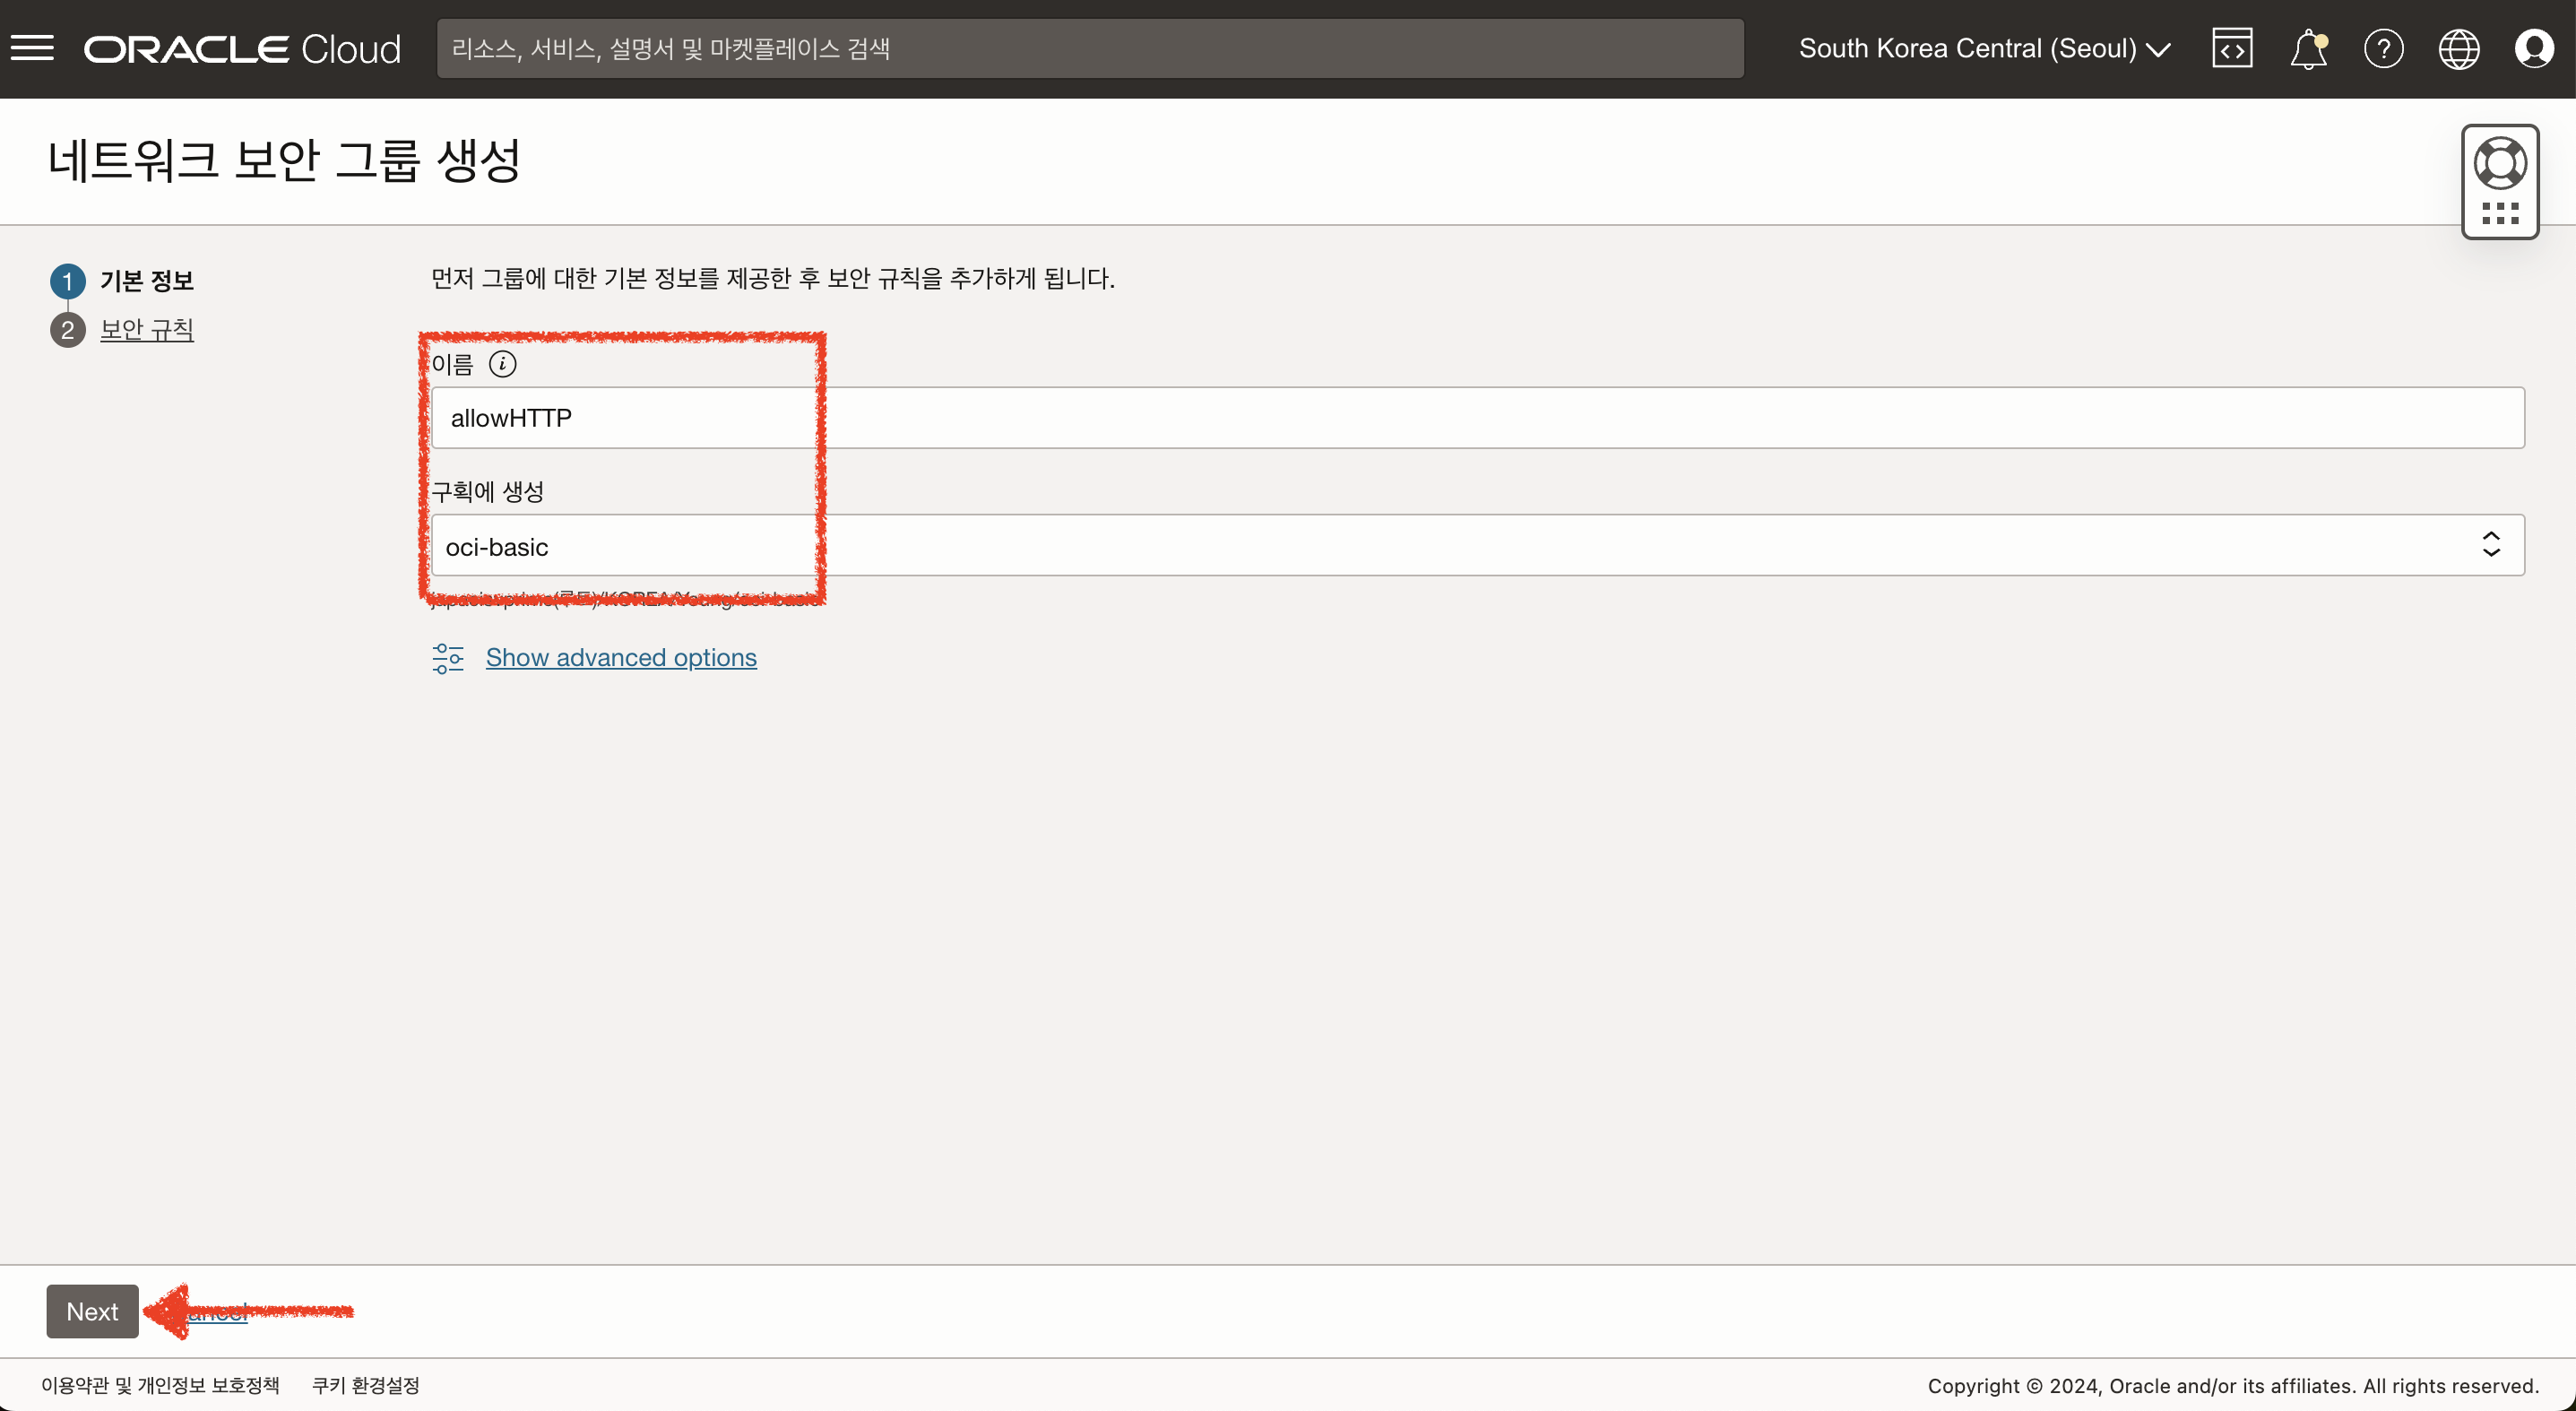 ORACLE Cloud
리소스, 서비스, 설명서 및 마켓플레이스 검색
South Korea Central (Seoul)
네트워크 보안 그룹 생성
1 기본 정보
2 보안 규칙
먼저 그룹에 대한 기본 정보를 제공한 후 보안 규칙을 추가하게 됩니다.
이름
allowHTTP
구획에 생성
oci-basic
Show advanced options
Next
이용약관 및 개인정보 보호정책 쿠키 환경설정
Copyright © 2024, Oracle and/or its affiliates. All rights reserved.